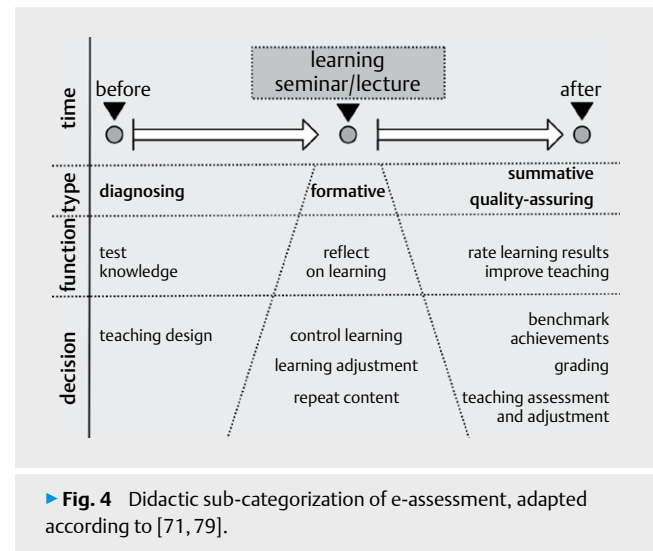 learning
seminar/lecture
before
after
time
type
diagnosing
formative
summative
quality-assuring
function
test
knowledge
reflect
on learning
rate learning results
improve teaching
decision
teaching design
control learning
learning adjustment
repeat content
benchmark
achievements
grading
teaching assessment
and adjustment
► Fig. 4 Didactic sub-categorization of e-assessment, adapted
according to [71, 79].